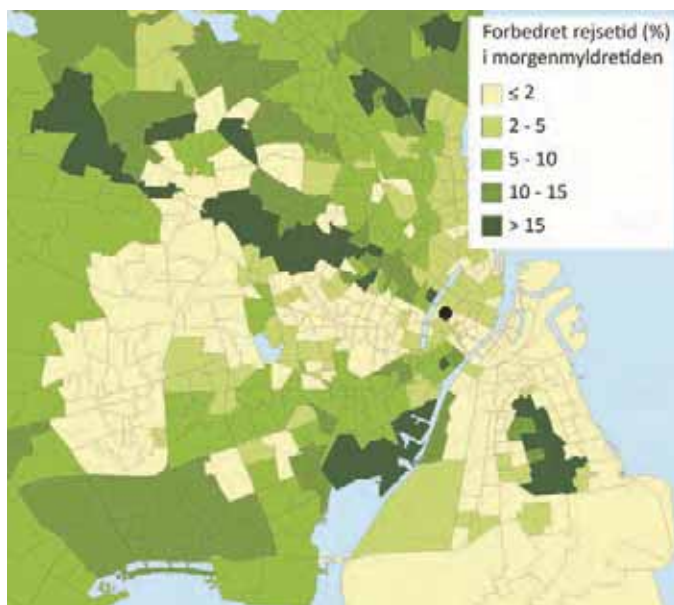 Forbedret rejsetid (%)
i morgenmyldretiden
≤ 2
2 - 5
5 - 10
10 - 15
> 15